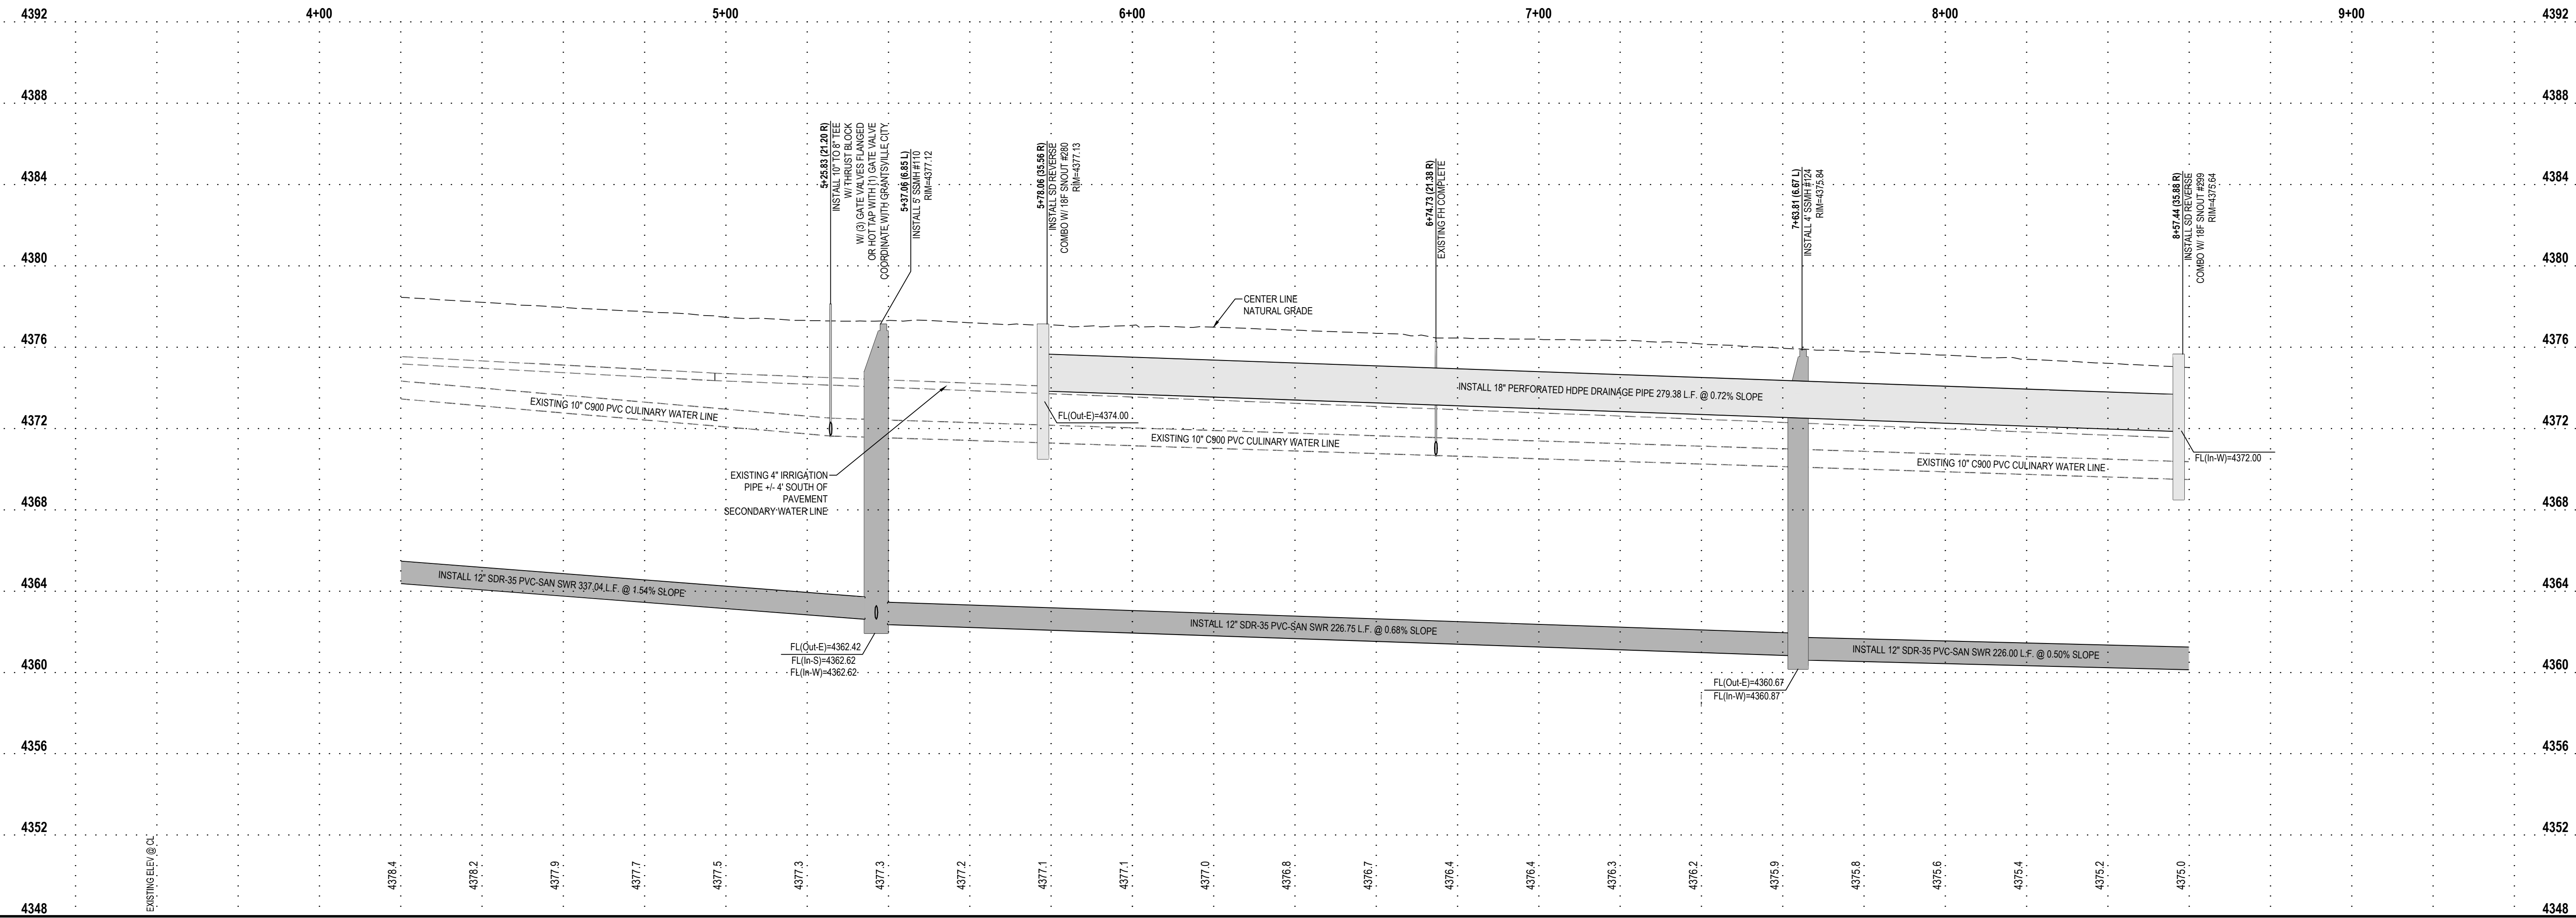 4+00 5+00 6+00 7+00 8+00 9+00
4392 4392
4388 4388
4384 4384
4380 4380
4376 4376
4372 4372
4368 4368
4364 4364
4360 4360
4356 4356
4352 4352
4348 4348
5+25.83 (21.20 R)
INSTALL 10" TO 8" TEE
W/ THRUST BLOCK
W/ (3) GATE VALVES FLANGED
OR HOT TAP WITH (1) GATE VALVE
COORDINATE WITH GRANTSVILLE CITY
5+37.06 (6.85 L)
INSTALL 5' SSMH #110
RIM=4377.12
5+78.06 (35.56 R)
INSTALL SD REVERSE
COMBO W/ 18F SNOUT #280
RIM=4377.13
6+74.73 (21.38 R)
EXISTING FH COMPLETE
7+63.81 (6.67 L)
INSTALL 4' SSMH #124
RIM=4375.84
8+57.44 (35.88 R)
INSTALL SD REVERSE
COMBO W/ 18F SNOUT #299
RIM=4375.64
CENTER LINE
NATURAL GRADE
INSTALL 18" PERFORATED HDPE DRAINAGE PIPE 279.38 L.F. @ 0.72% SLOPE
EXISTING 10" C900 PVC CULINARY WATER LINE
FL(Out-E)=4374.00
EXISTING 10" C900 PVC CULINARY WATER LINE
EXISTING 10" C900 PVC CULINARY WATER LINE
FL(In-W)=4372.00
EXISTING 4" IRRIGATION
PIPE +/- 4' SOUTH OF
PAVEMENT
SECONDARY WATER LINE
INSTALL 12" SDR-35 PVC-SAN SWR 337.04 L.F. @ 1.54% SLOPE
INSTALL 12" SDR-35 PVC-SAN SWR 226.75 L.F. @ 0.68% SLOPE
INSTALL 12" SDR-35 PVC-SAN SWR 226.00 L.F. @ 0.50% SLOPE
FL(Out-E)=4362.42
FL(In-S)=4362.62
FL(In-W)=4362.62
FL(Out-E)=4360.67
FL(In-W)=4360.87
EXISTING ELEV @ CL
4378.4
4378.2
4377.9
4377.7
4377.5
4377.3
4377.3
4377.2
4377.1
4377.1
4377.0
4376.8
4376.7
4376.4
4376.4
4376.3
4376.2
4375.9
4375.8
4375.6
4375.4
4375.2
4375.0